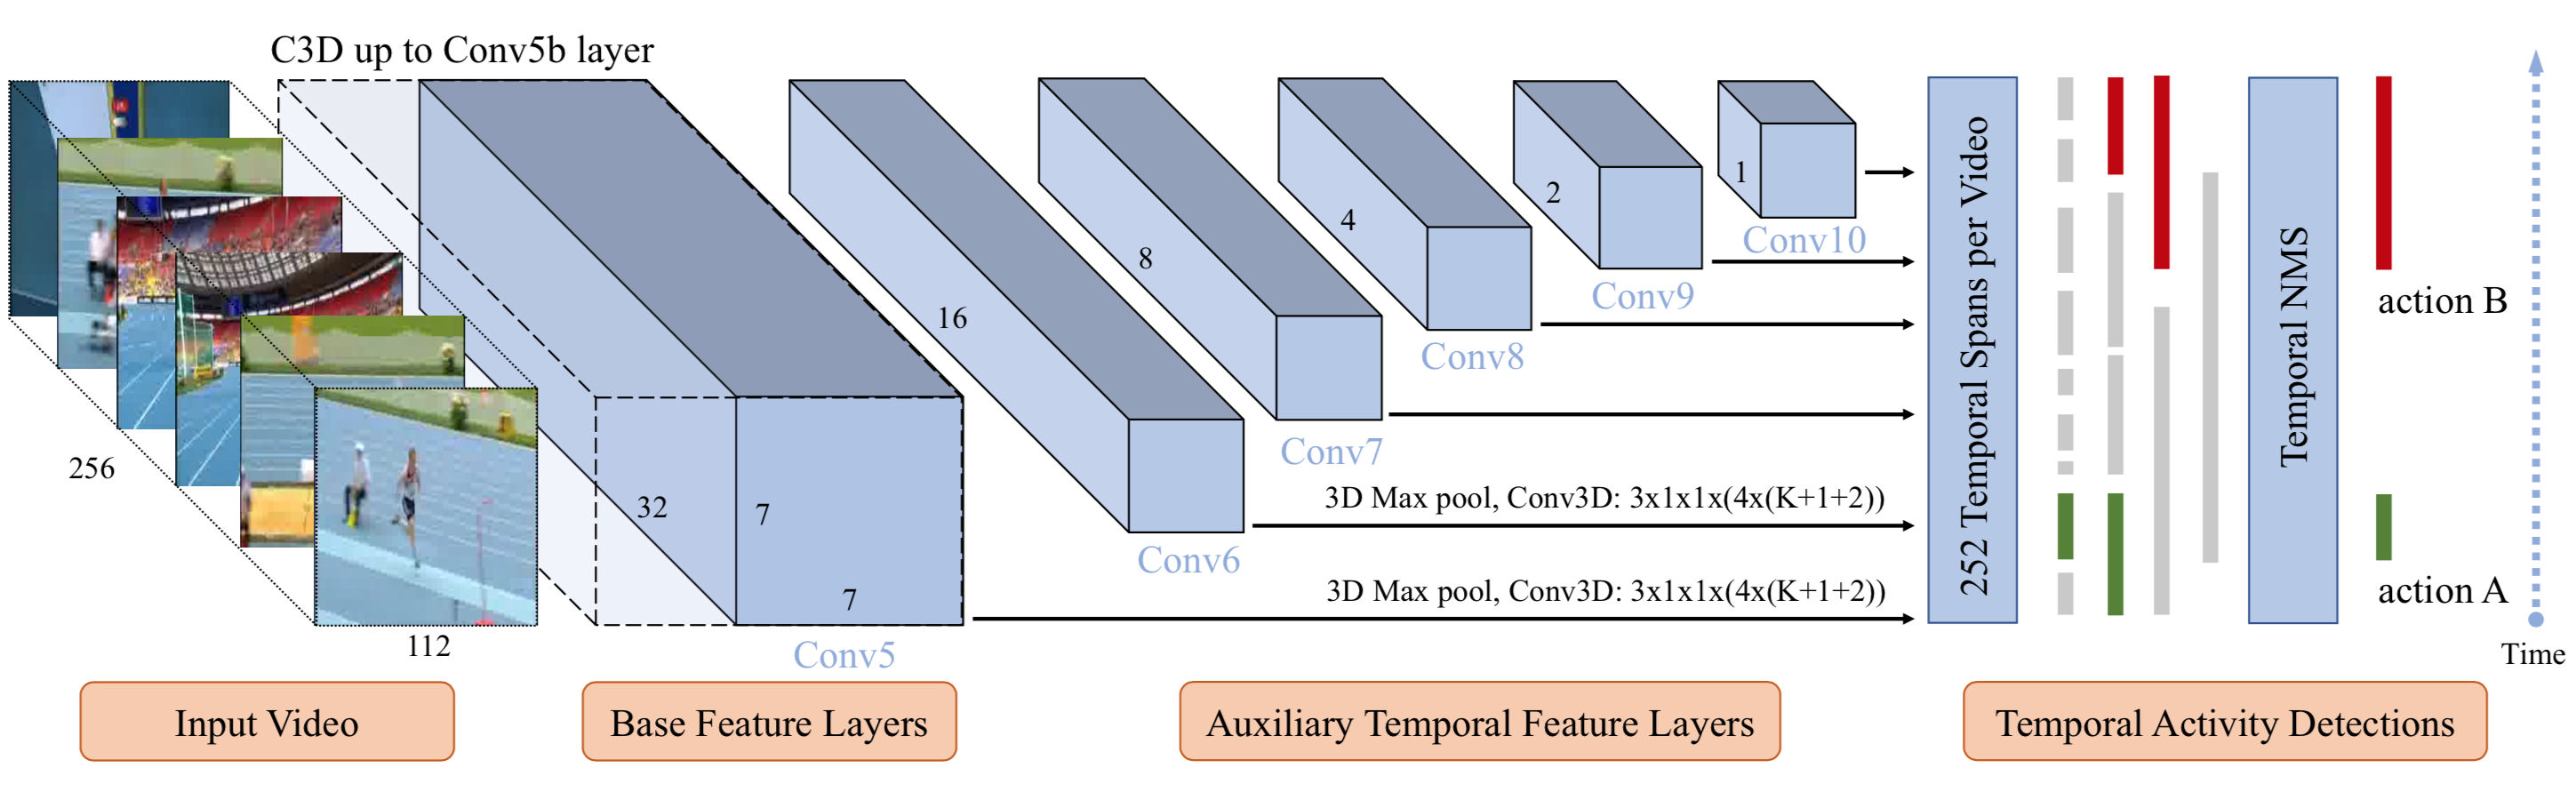 C3D up to Conv5b layer
256
112
32
7
7
Conv5
16
Conv6
8
Conv7
4
Conv8
2
Conv9
1
Conv10
3D Max pool, Conv3D: 3x1x1x(4x(K+1+2))
3D Max pool, Conv3D: 3x1x1x(4x(K+1+2))
252 Temporal Spans per Video
Temporal NMS
action B
action A
Time
Input Video
Base Feature Layers
Auxiliary Temporal Feature Layers
Temporal Activity Detections